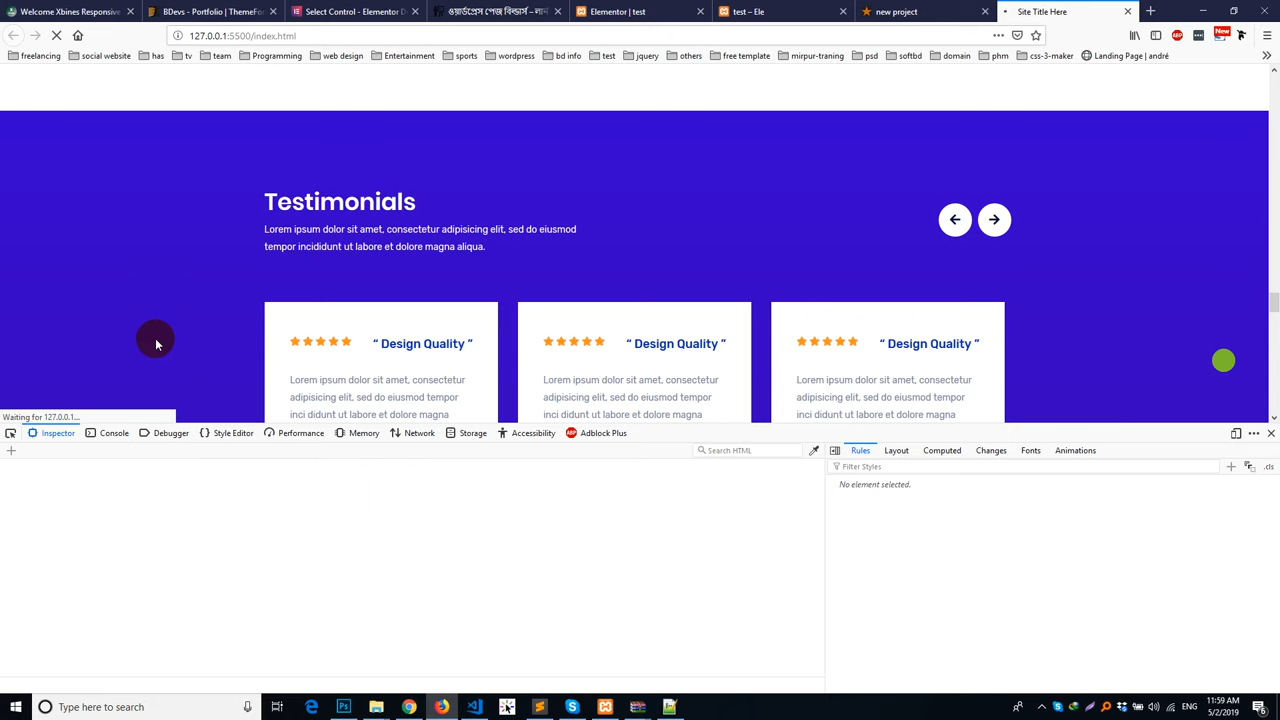 Welcome Xbines Responsive
BDevs - Portfolio | ThemeFor
Select Control - Elementor D
ওয়ার্ডপ্রেস পেজ বিল্ডার্স – লার্ন
Elementor | test
test – Ele
new project
Site Title Here
127.0.0.1:5500/index.html
New
freelancing
social website
has
tv
team
Programming
web design
Entertainment
sports
wordpress
bd info
test
jquery
others
free template
mirpur-traning
psd
softbd
domain
phm
css-3-maker
Landing Page | andré
Testimonials
Lorem ipsum dolor sit amet, consectetur adipisicing elit, sed do eiusmod
tempor incididunt ut labore et dolore magna aliqua.
“ Design Quality ”
Lorem ipsum dolor sit amet, consectetur
adipisicing elit, sed do eiusmod tempor
inci didunt ut labore et dolore magna
“ Design Quality ”
Lorem ipsum dolor sit amet, consectetur
adipisicing elit, sed do eiusmod tempor
inci didunt ut labore et dolore magna
“ Design Quality ”
Lorem ipsum dolor sit amet, consectetur
adipisicing elit, sed do eiusmod tempor
inci didunt ut labore et dolore magna
Waiting for 127.0.0.1...
Inspector
Console
Debugger
Style Editor
Performance
Memory
Network
Storage
Accessibility
Adblock Plus
Search HTML
Rules
Layout
Computed
Changes
Fonts
Animations
Filter Styles
.cls
No element selected.
Type here to search
ENG
11:59 AM
5/2/2019